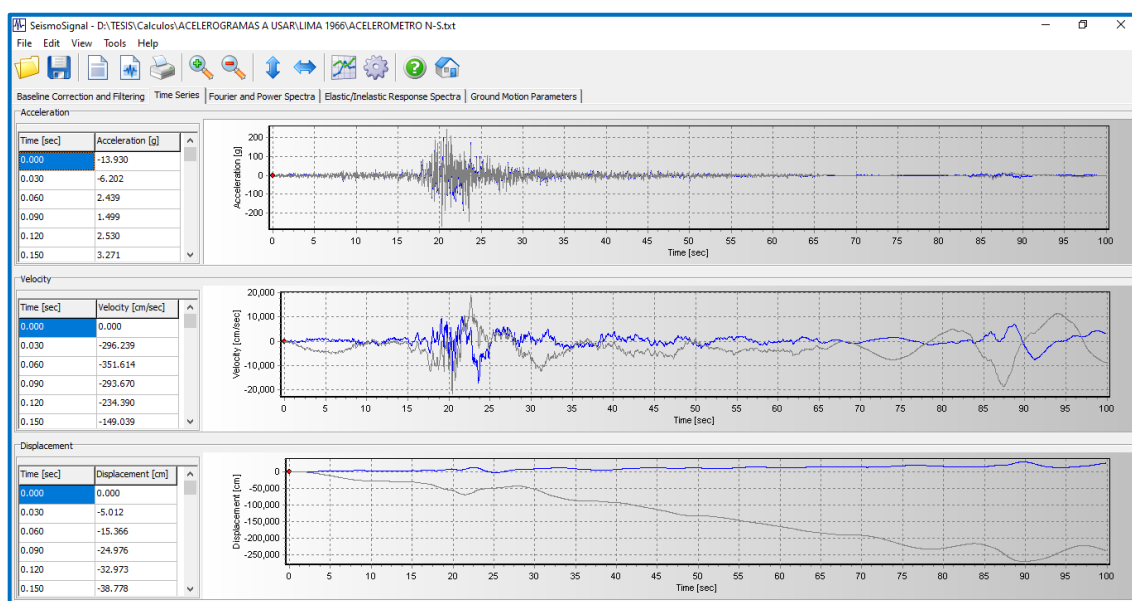 SeismoSignal - D:\TESIS\Calculos\ACELEROGRAMAS A USAR\LIMA 1966\ACELEROMETRO N-S.txt
File Edit View Tools Help
Baseline Correction and Filtering Time Series Fourier and Power Spectra Elastic/Inelastic Response Spectra Ground Motion Parameters
Acceleration
Time [sec] Acceleration [g]
0.000 -13.930
0.030 -6.202
0.060 2.439
0.090 1.499
0.120 2.530
0.150 3.271
Acceleration [g]
200
100
0
-100
-200
0 5 10 15 20 25 30 35 40 45 50 55 60 65 70 75 80 85 90 95 100
Time [sec]
Velocity
Time [sec] Velocity [cm/sec]
0.000 0.000
0.030 -296.239
0.060 -351.614
0.090 -293.670
0.120 -234.390
0.150 -149.039
Velocity [cm/sec]
20,000
10,000
0
-10,000
-20,000
0 5 10 15 20 25 30 35 40 45 50 55 60 65 70 75 80 85 90 95 100
Time [sec]
Displacement
Time [sec] Displacement [cm]
0.000 0.000
0.030 -5.012
0.060 -15.366
0.090 -24.976
0.120 -32.973
0.150 -38.778
Displacement [cm]
0
-50,000
-100,000
-150,000
-200,000
-250,000
0 5 10 15 20 25 30 35 40 45 50 55 60 65 70 75 80 85 90 95 100
Time [sec]